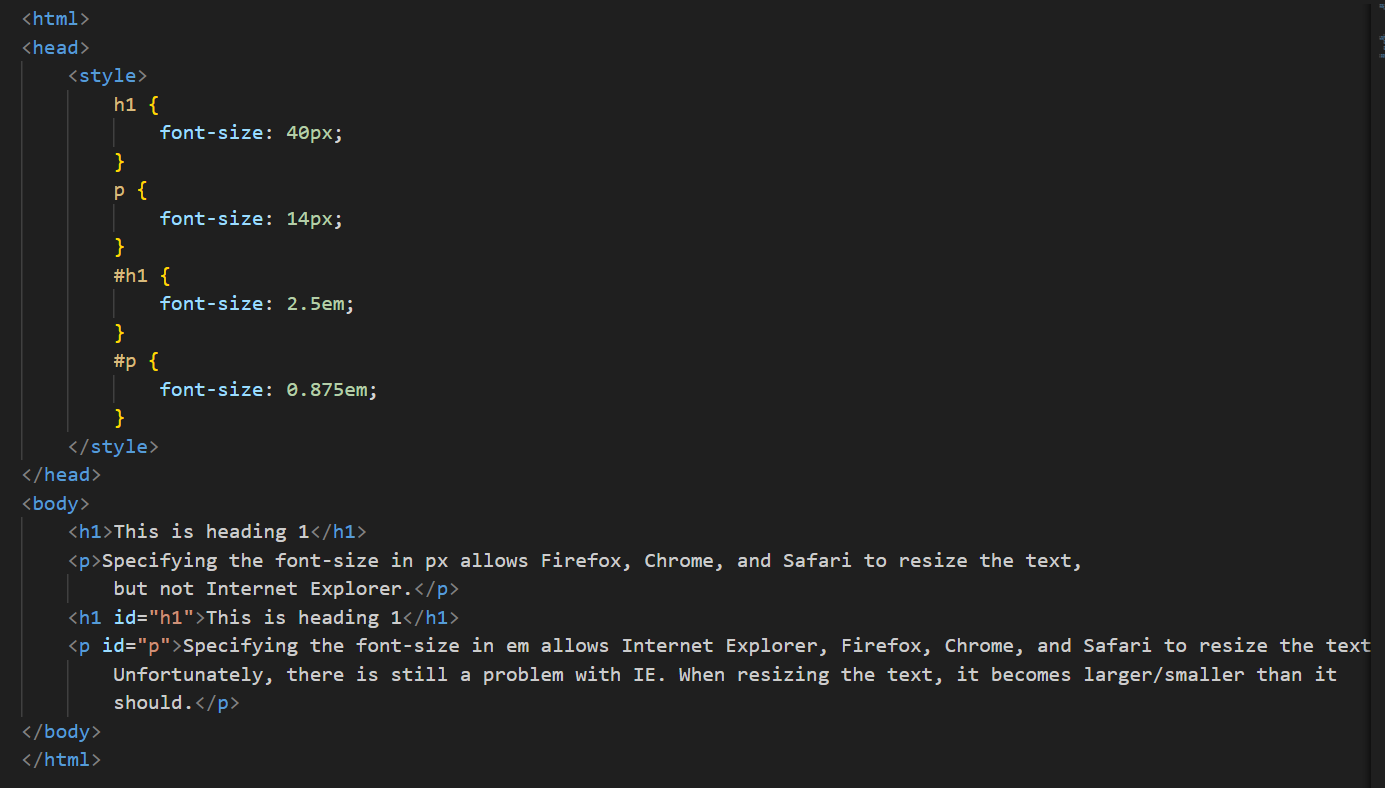 <html>
<head>
    <style>
        h1 {
            font-size: 40px;
        }
        p {
            font-size: 14px;
        }
        #h1 {
            font-size: 2.5em;
        }
        #p {
            font-size: 0.875em;
        }
    </style>
</head>
<body>
    <h1>This is heading 1</h1>
    <p>Specifying the font-size in px allows Firefox, Chrome, and Safari to resize the text,
        but not Internet Explorer.</p>
    <h1 id="h1">This is heading 1</h1>
    <p id="p">Specifying the font-size in em allows Internet Explorer, Firefox, Chrome, and Safari to resize the text
        Unfortunately, there is still a problem with IE. When resizing the text, it becomes larger/smaller than it
        should.</p>
</body>
</html>